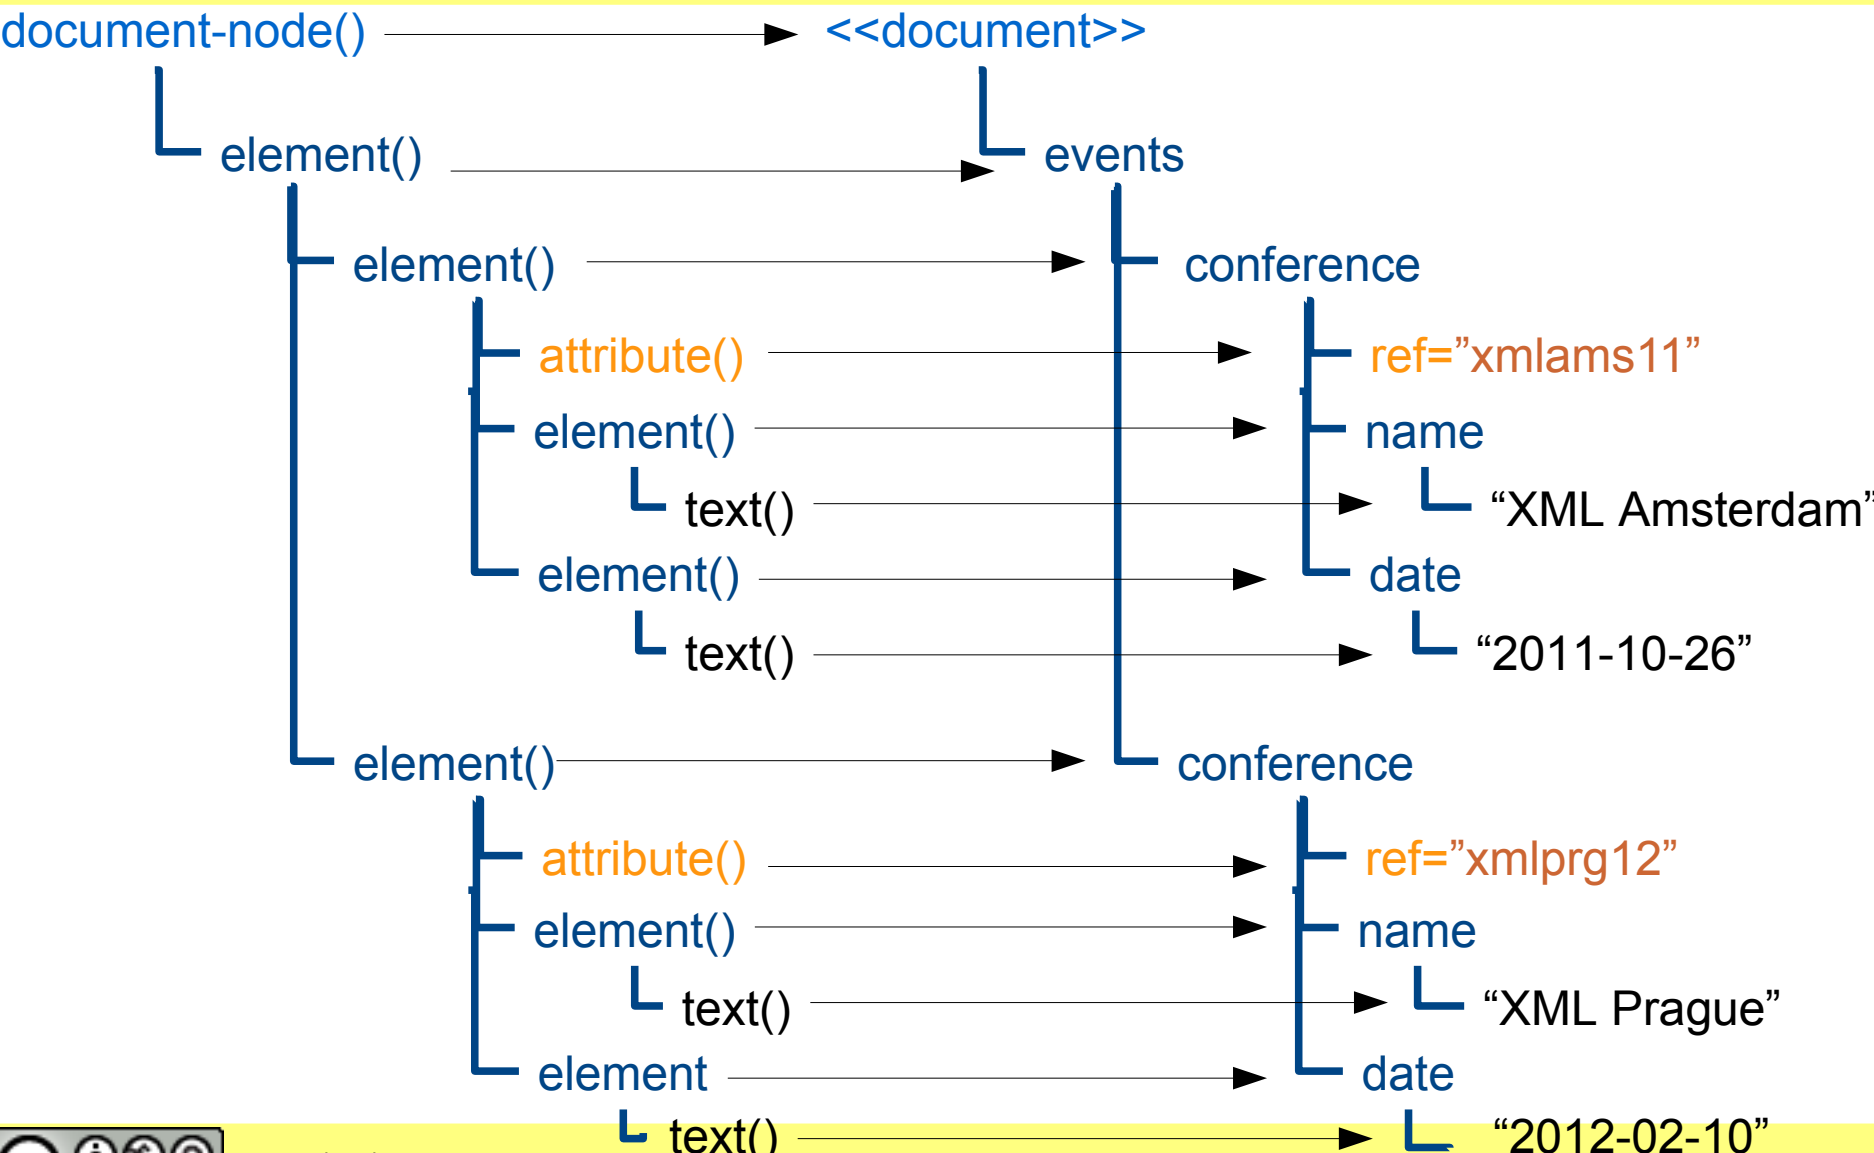 document-node() <<document>>
element() events
element() conference
attribute() ref=”xmlams11”
element() name
text() “XML Amsterdam”
element() date
text() “2011-10-26”
element() conference
attribute() ref=”xmlprg12”
element() name
text() “XML Prague”
element date
text() “2012-02-10”